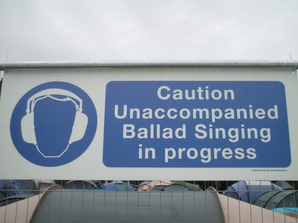 Caution
Unaccompanied
Ballad Singing
in progress